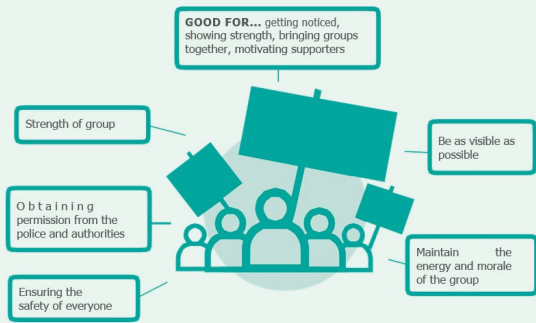 GOOD FOR... getting noticed,
showing strength, bringing groups
together, motivating supporters
Strength of group
Be as visible as
possible
Obtaining
permission from the
police and authorities
Maintain the
energy and morale
of the group
Ensuring the
safety of everyone